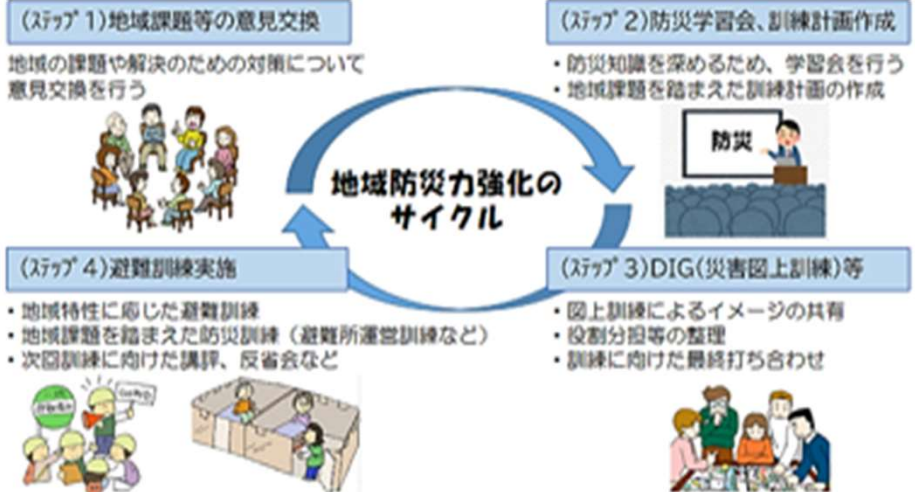 (ｽﾃｯﾌﾟ1)地域課題等の意見交換
地域の課題や解決のための対策について
意見交換を行う
(ｽﾃｯﾌﾟ2)防災学習会、訓練計画作成
・防災知識を深めるため、学習会を行う
・地域課題を踏まえた訓練計画の作成
防災
地域防災力強化の
サイクル
(ｽﾃｯﾌﾟ4)避難訓練実施
・地域特性に応じた避難訓練
・地域課題を踏まえた防災訓練（避難所運営訓練など）
・次回訓練に向けた講評、反省会など
(ｽﾃｯﾌﾟ3)DIG(災害図上訓練)等
・図上訓練によるイメージの共有
・役割分担等の整理
・訓練に向けた最終打ち合わせ